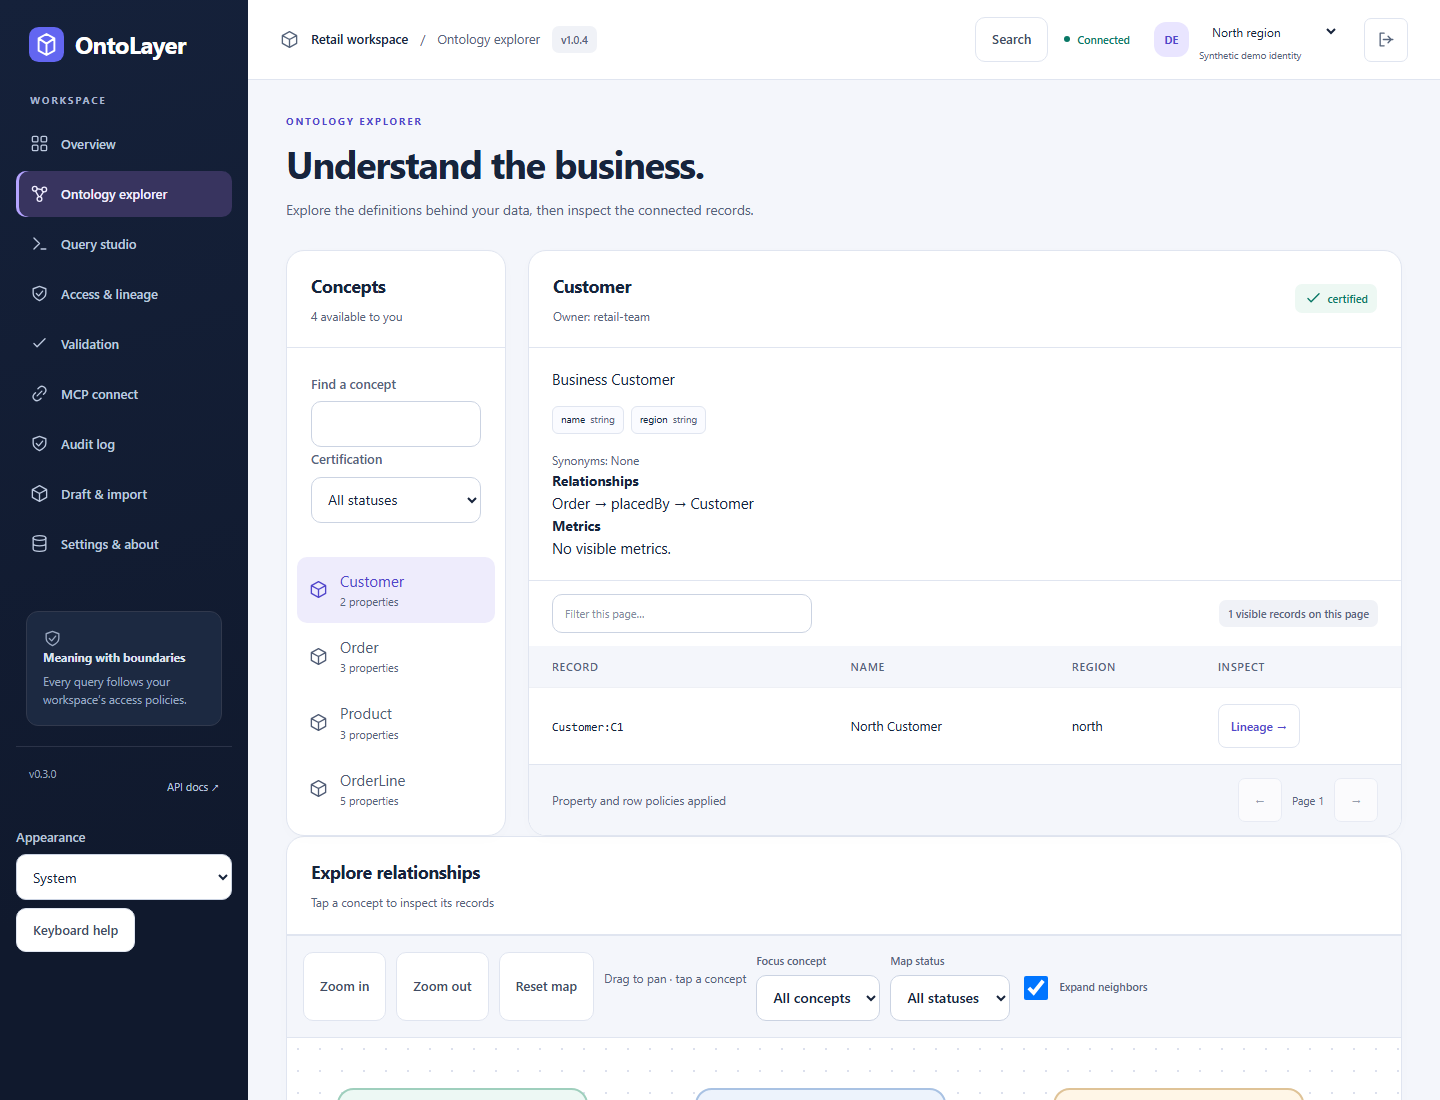 OntoLayer
WORKSPACE
Overview
Ontology explorer
Query studio
Access & lineage
Validation
MCP connect
Audit log
Draft & import
Settings & about
Meaning with boundaries
Every query follows your
workspace's access policies.
v0.3.0
API docs ↗
Appearance
System
Keyboard help
Retail workspace / Ontology explorer v1.0.4
Search
Connected
DE
North region
Synthetic demo identity
ONTOLOGY EXPLORER
Understand the business.
Explore the definitions behind your data, then inspect the connected records.
Concepts
4 available to you
Find a concept
Certification
All statuses
Customer
2 properties
Order
3 properties
Product
3 properties
OrderLine
5 properties
Customer
Owner: retail-team
certified
Business Customer
name string region string
Synonyms: None
Relationships
Order → placedBy → Customer
Metrics
No visible metrics.
Filter this page...
1 visible records on this page
RECORD NAME REGION INSPECT
Customer:C1 North Customer north Lineage →
Property and row policies applied
← Page 1 →
Explore relationships
Tap a concept to inspect its records
Zoom in
Zoom out
Reset map
Drag to pan · tap a concept
Focus concept
All concepts
Map status
All statuses
Expand neighbors